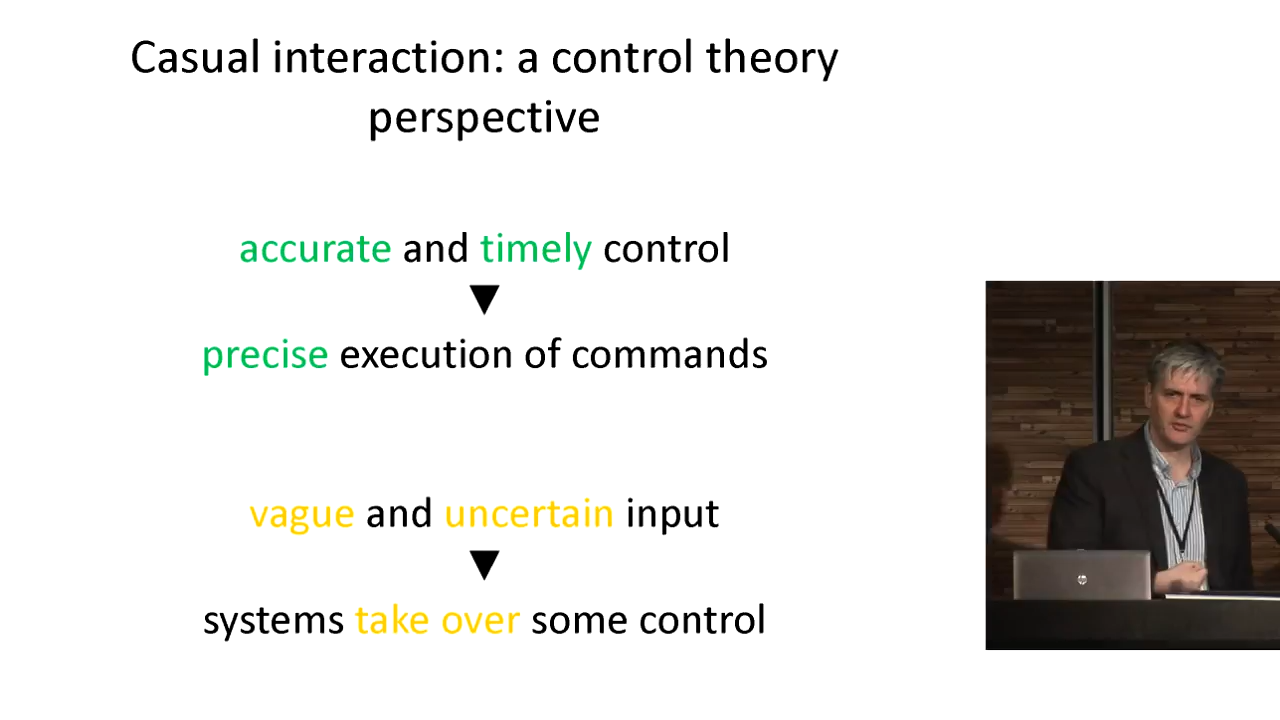 Casual interaction: a control theory
perspective
accurate and timely control
precise execution of commands
vague and uncertain input
systems take over some control